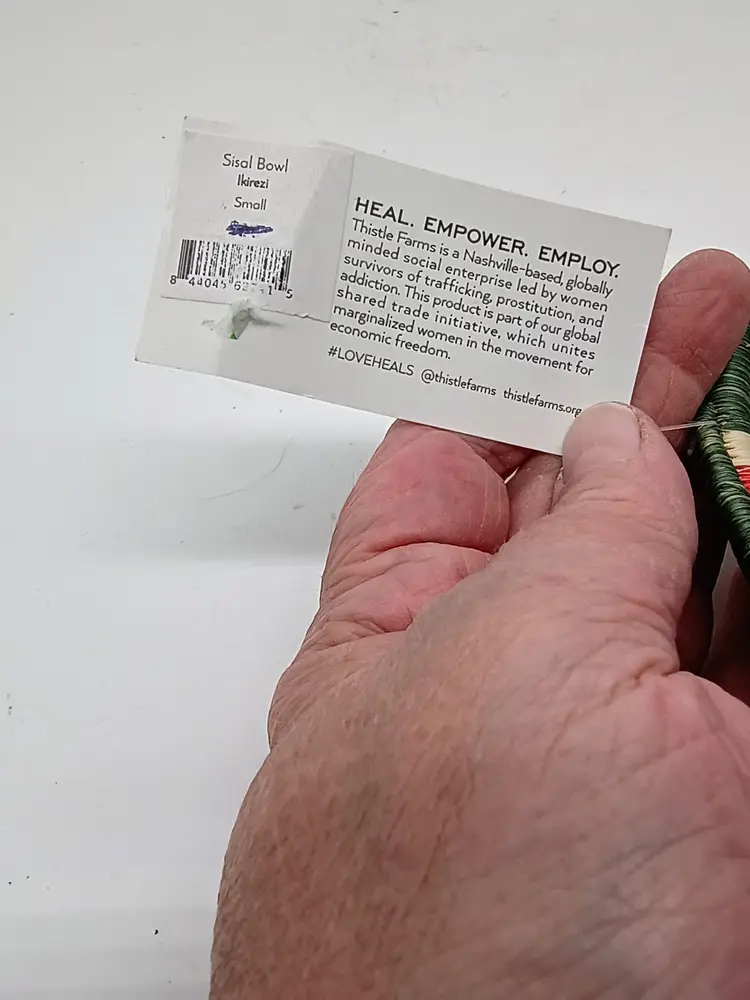 Sisal Bowl
Ikirezi
Small
HEAL. EMPOWER. EMPLOY.
Thistle Farms is a Nashville-based, globally
minded social enterprise led by women
survivors of trafficking, prostitution, and
addiction. This product is part of our global
shared trade initiative, which unites
marginalized women in the movement for
economic freedom.
#LOVEHEALS @thistlefarms thistlefarms.org